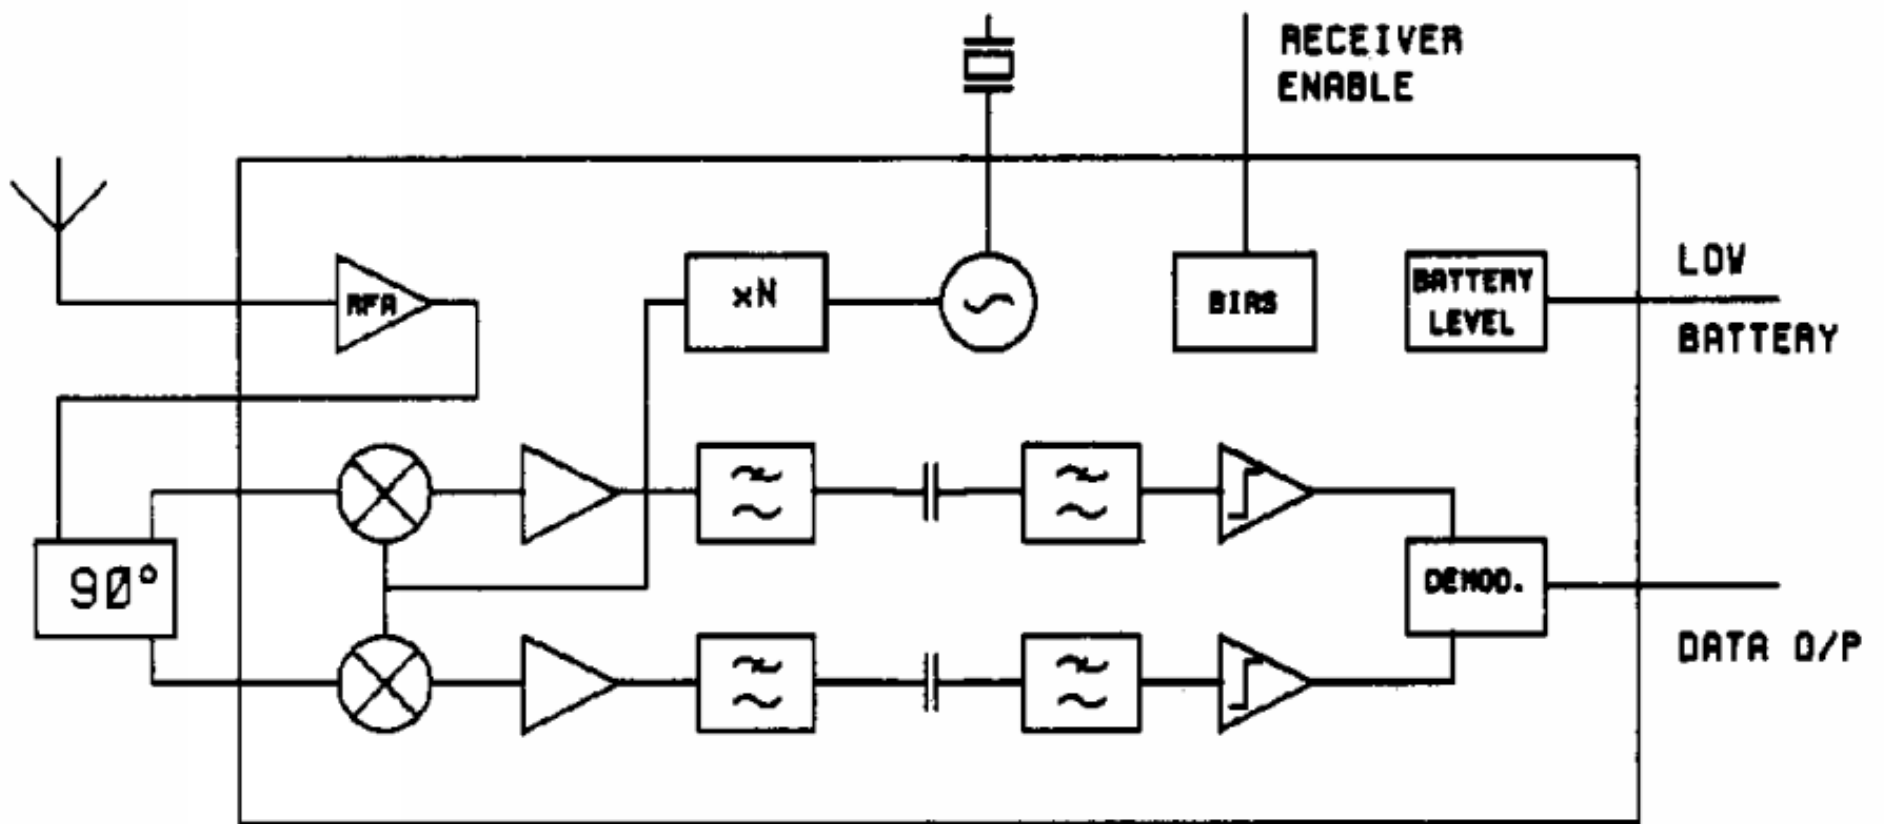 RECEIVER
ENABLE
RFA
xN
BIAS
BATTERY
LEVEL
LOW
BATTERY
90°
DEMOD.
DATA O/P